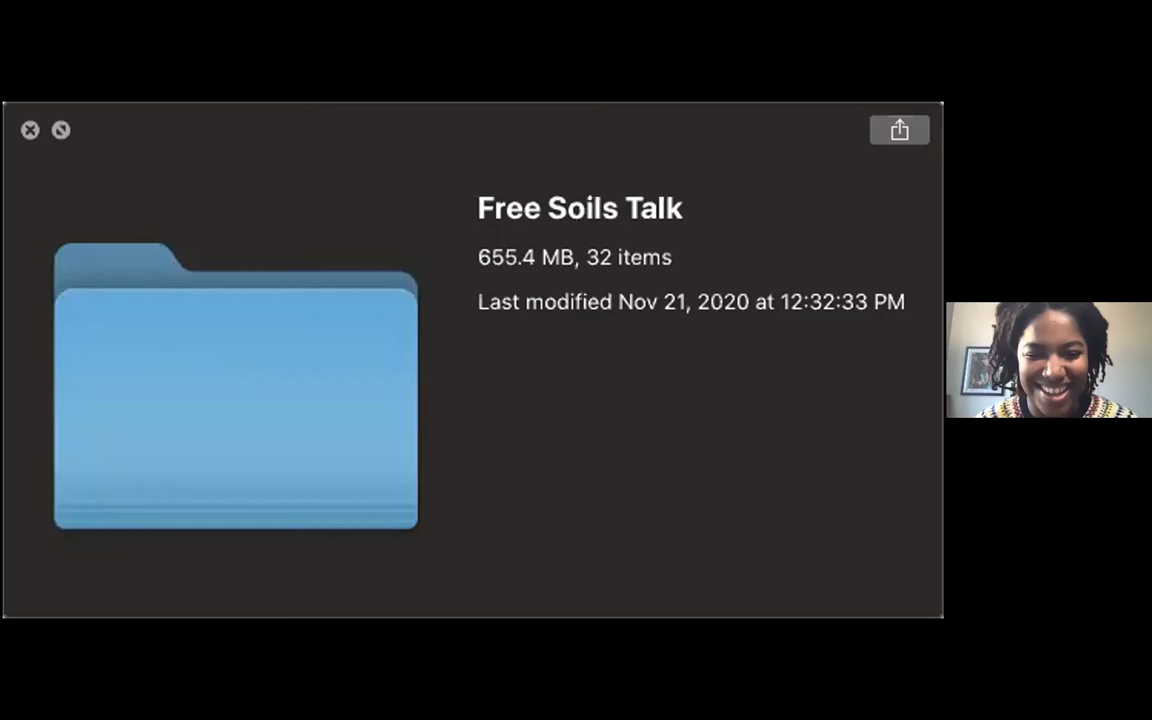 Free Soils Talk
655.4 MB, 32 items
Last modified Nov 21, 2020 at 12:32:33 PM